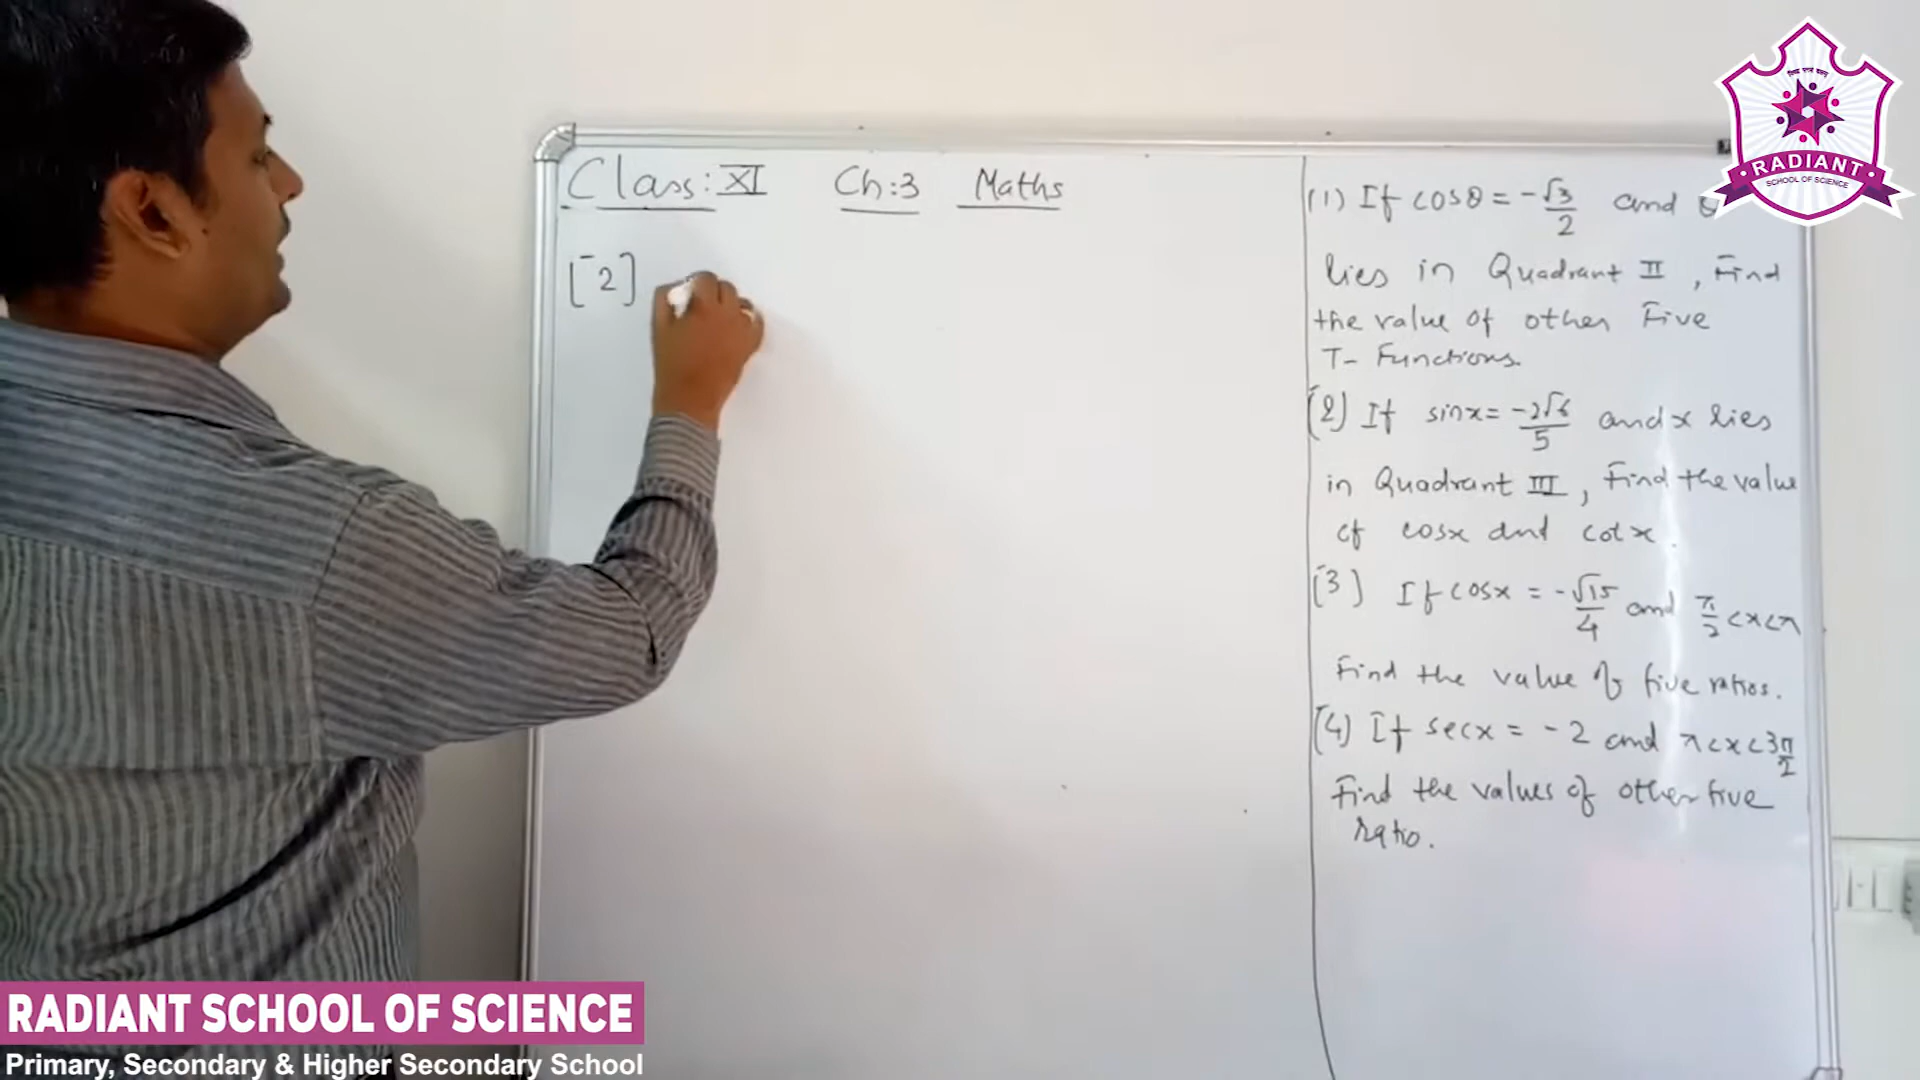 Class: XI Ch:3 Maths
[2]
(1) If cosθ = -√3/2 and θ
lies in Quadrant II, Find
the value of other Five
T- Functions.
(2) If sinx = -2√6/5 and x lies
in Quadrant III, Find the value
of cosx and cotx.
(3) If cosx = -√15/4 and π/2 <x<π
Find the value of five ratios.
(4) If secx = -2 and π<x<3π/2
Find the values of other five
ratio.
RADIANT
SCHOOL OF SCIENCE
RADIANT SCHOOL OF SCIENCE
Primary, Secondary & Higher Secondary School